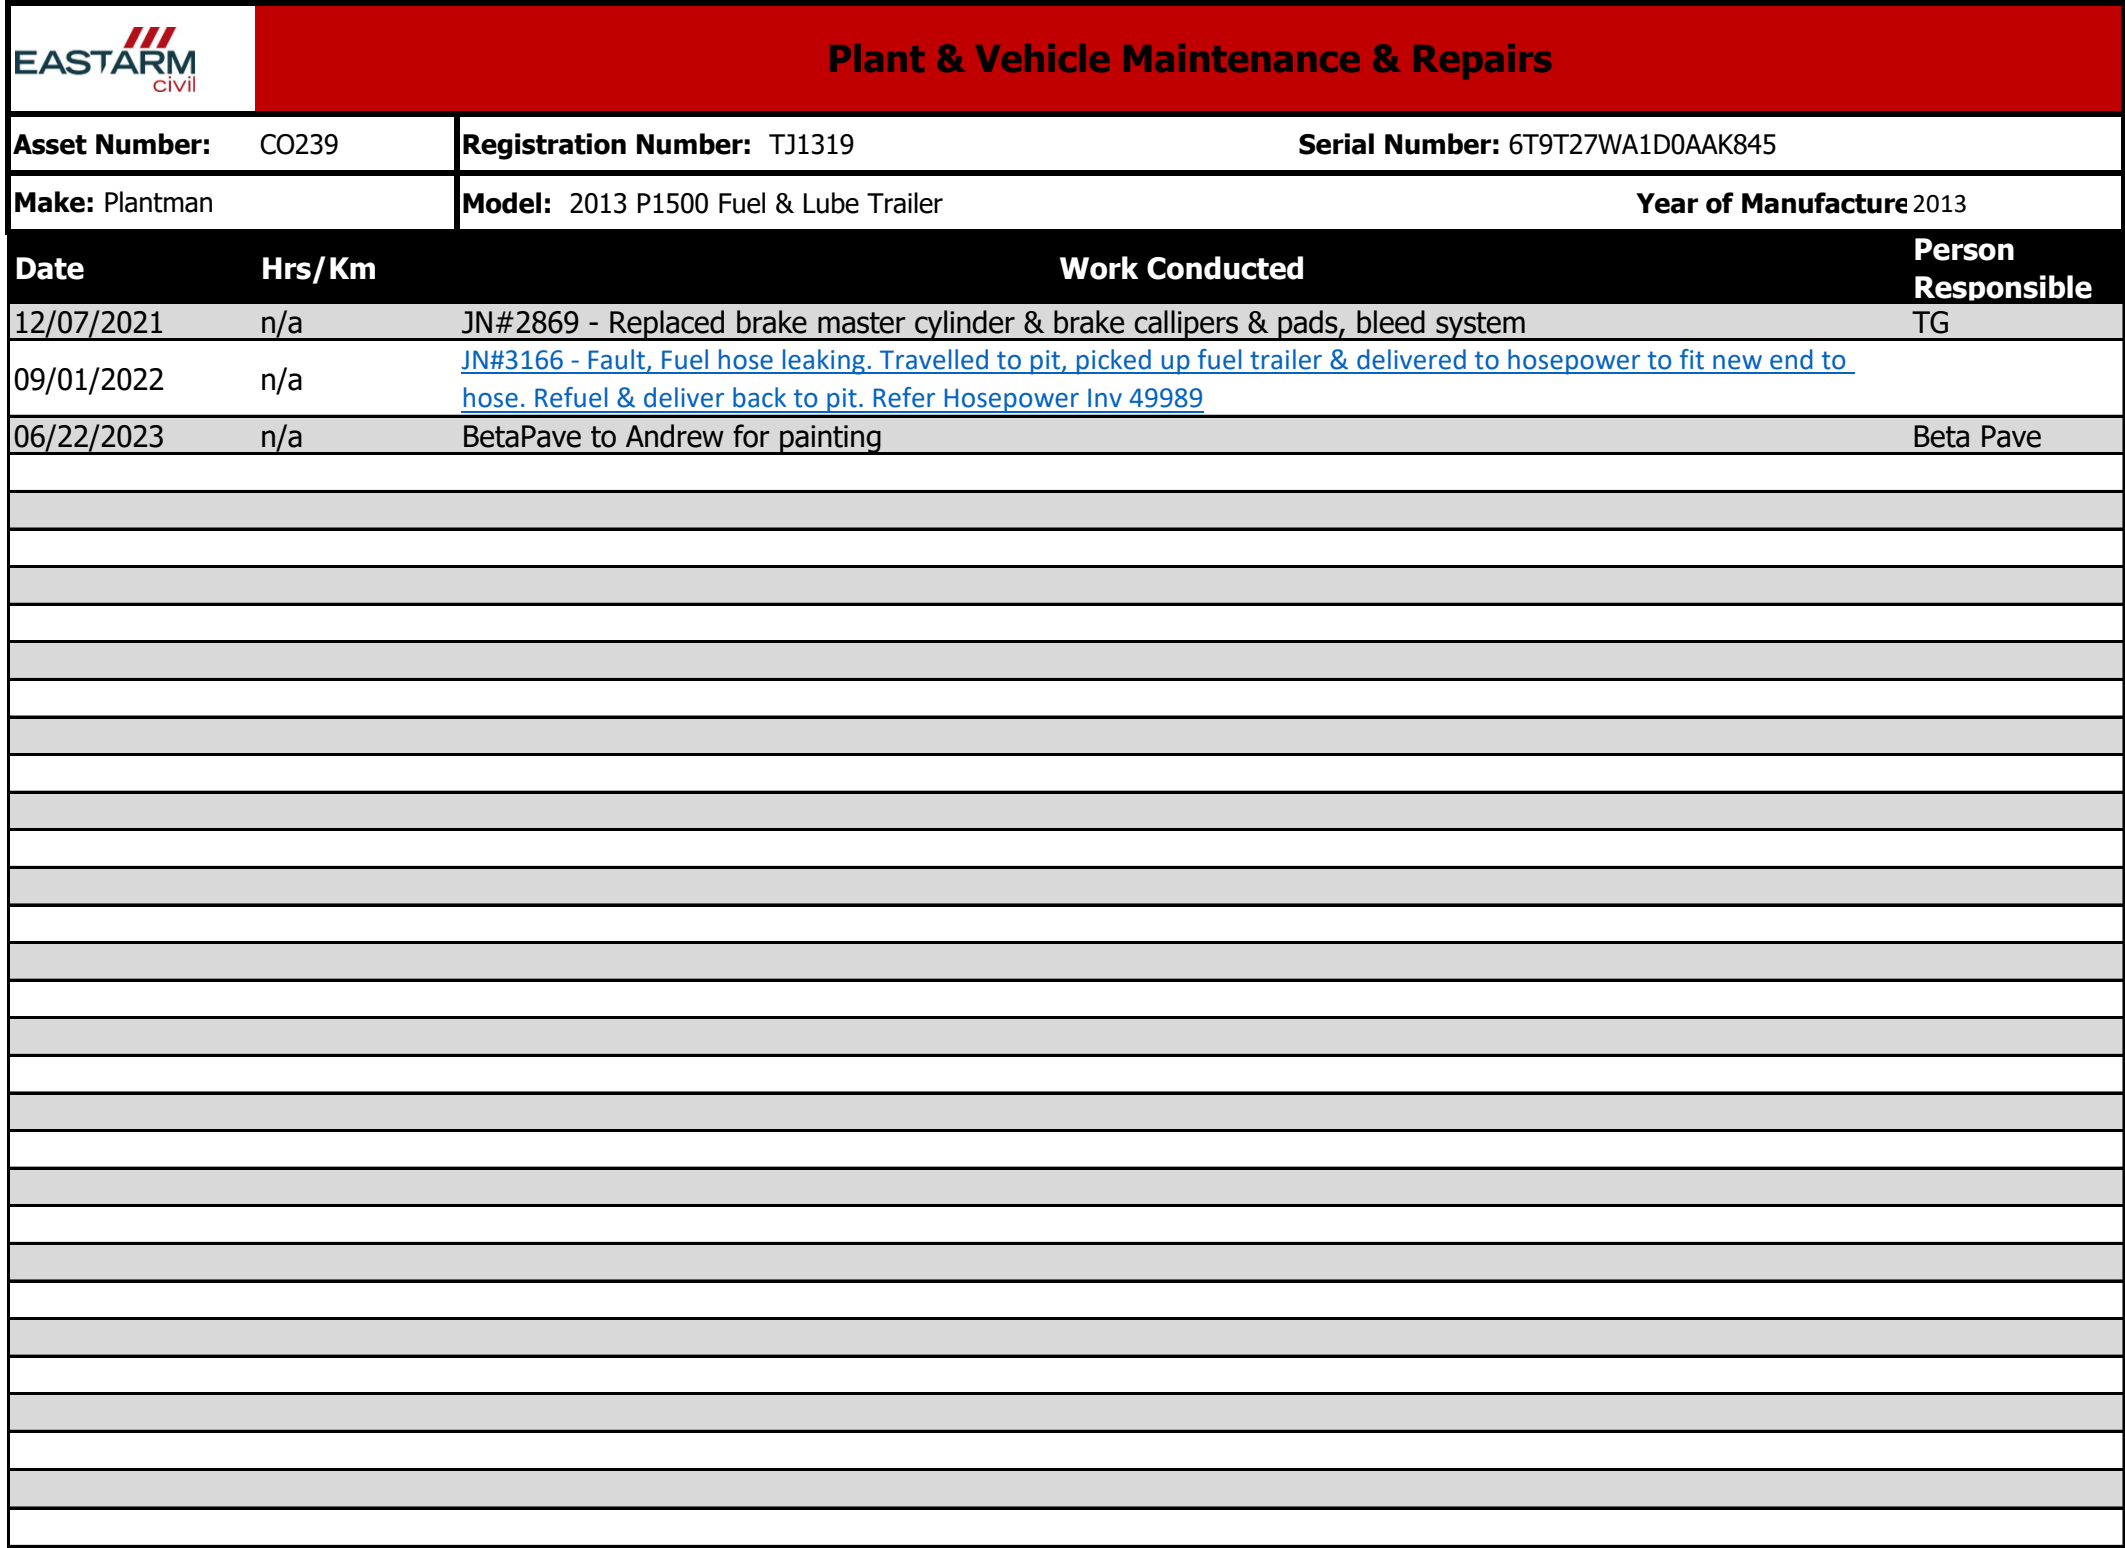 EASTARM
civil
Plant & Vehicle Maintenance & Repairs
Asset Number: CO239 Registration Number: TJ1319 Serial Number: 6T9T27WA1D0AAK845
Make: Plantman Model: 2013 P1500 Fuel & Lube Trailer Year of Manufacture 2013
Date Hrs/Km Work Conducted Person
Responsible
12/07/2021 n/a JN#2869 - Replaced brake master cylinder & brake callipers & pads, bleed system TG
09/01/2022 n/a JN#3166 - Fault, Fuel hose leaking. Travelled to pit, picked up fuel trailer & delivered to hosepower to fit new end to
hose. Refuel & deliver back to pit. Refer Hosepower Inv 49989
06/22/2023 n/a BetaPave to Andrew for painting Beta Pave